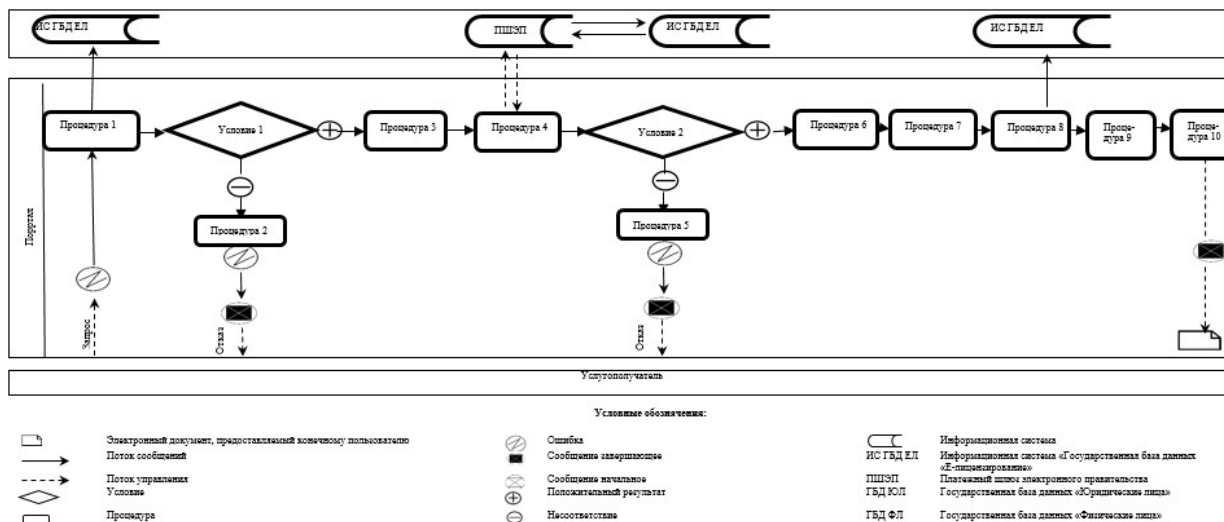 ИС ГБД ЕЛ
ПШЭП
ИС ГБД ЕЛ
ИС ГБД ЕЛ
Процедура 1
Условие 1
Процедура 3
Процедура 4
Условие 2
Процедура 6
Процедура 7
Процедура 8
Проце-
дура 9
Проце-
дура 10
Процедура 2
Процедура 5
Порртал
Запрос
Отказ
Отказ
Услугополучатель
Условные обозначения:
Электронный документ, предоставляемый конечному пользователю
Поток сообщений
Поток управления
Условие
Процедура
Ошибка
Сообщение завершающее
Сообщение начальное
Положительный результат
Несоответствие
Информационная система
ИС ГБД ЕЛ Информационная система «Государственная база данных
«Е-лицензирование»
ПШЭП Платежный шлюз электронного правительства
ГБД ЮЛ Государственная база данных «Юридические лица»
ГБД ФЛ Государственная база данных «Физические лица»